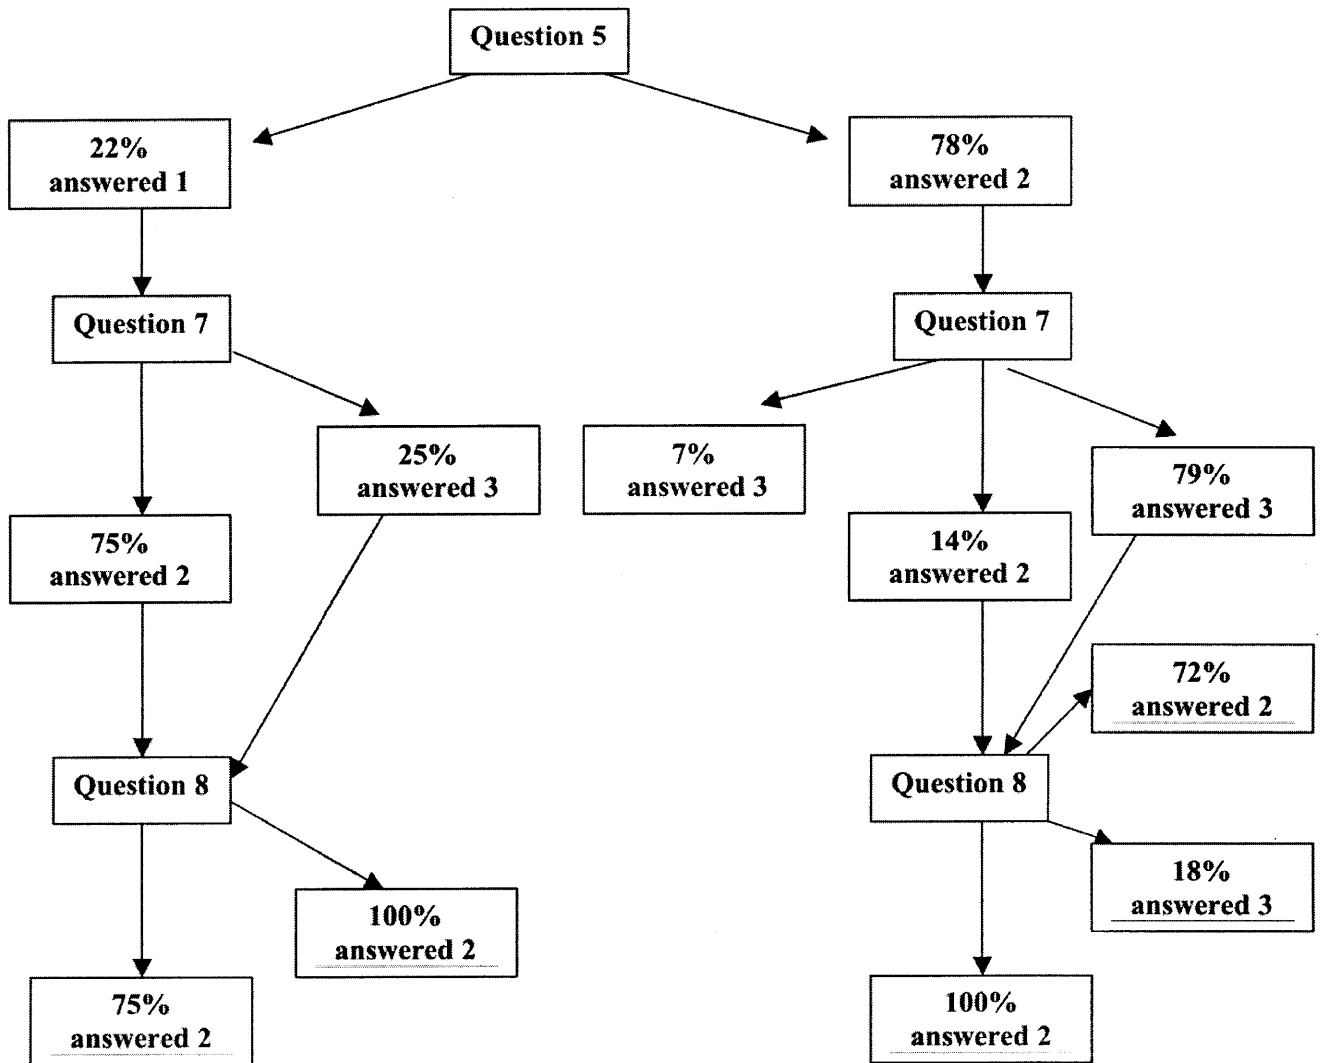 Question 5
22%
answered 1
78%
answered 2
Question 7
Question 7
25%
answered 3
7%
answered 3
79%
answered 3
75%
answered 2
14%
answered 2
72%
answered 2
Question 8
Question 8
18%
answered 3
100%
answered 2
75%
answered 2
100%
answered 2